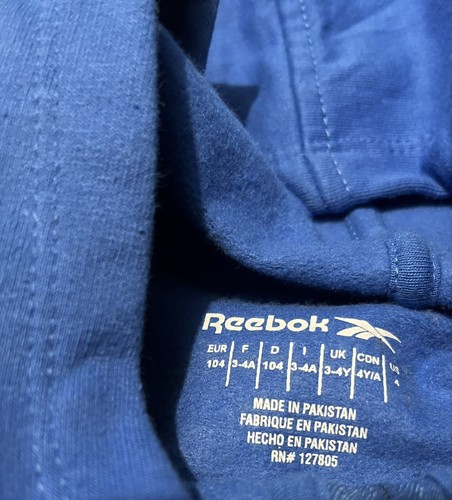 Reebok
EUR F D I UK CDN US
104 3-4A 104 3-4A 3-4Y 4Y/A 4
MADE IN PAKISTAN
FABRIQUE EN PAKISTAN
HECHO EN PAKISTAN
RN# 127805